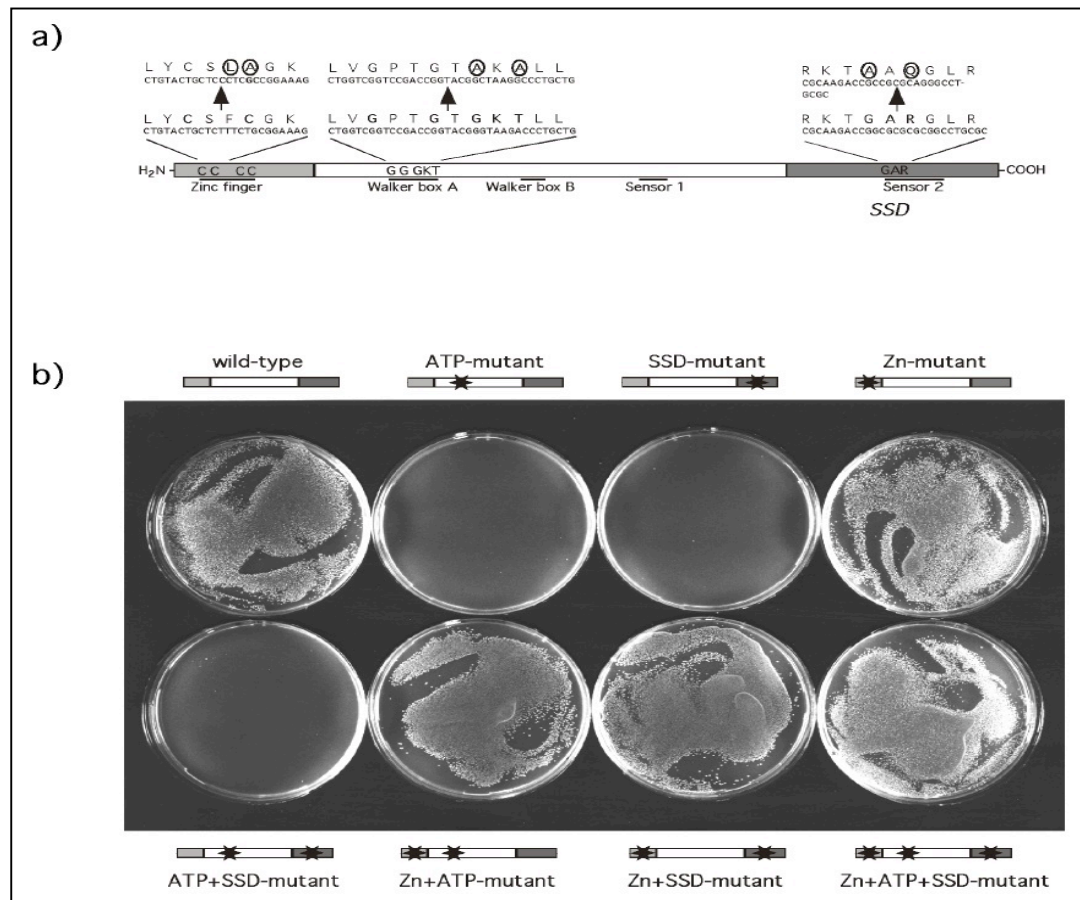 a)
L Y C S L A G K
CTGTACTGCTCCCTCGCCGGAAAG
L V G P T G T A K A L L
CTGGTCGGTCCGACCGGTACGGCTAAGGCCCTGCTG
R K T A A Q G L R
CGCAAGACCGCCGCGCAGGGCCT-
GCGC
L Y C S F C G K
CTGTACTGCTCTTTCTGCGGAAAG
L V G P T G T G K T L L
CTGGTCGGTCCGACCGGTACGGGTAAGACCCTGCTG
R K T G A R G L R
CGCAAGACCGGCGCGCGCGGCCTGCGC
H₂N- CC CC G G GKT GAR -COOH
Zinc finger Walker box A Walker box B Sensor 1 Sensor 2
SSD
b)
wild-type ATP-mutant SSD-mutant Zn-mutant
ATP+SSD-mutant Zn+ATP-mutant Zn+SSD-mutant Zn+ATP+SSD-mutant